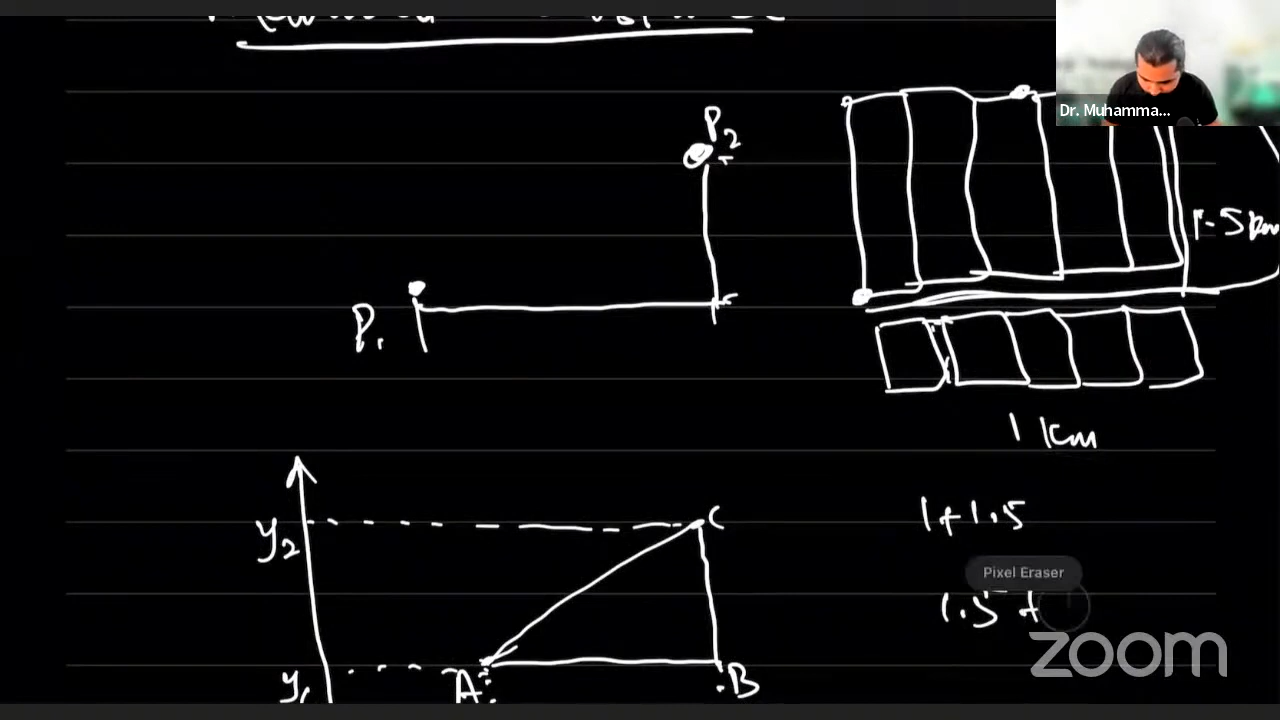 Dr. Muhamma...
P2
1.5 km
P1
1 km
y2
C
1+1.5
Pixel Eraser
1.5 +
zoom
y1
A
B